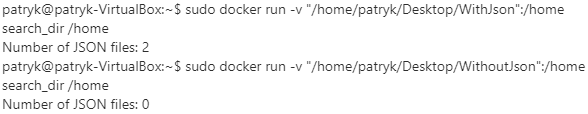 patryk@patryk-VirtualBox:~$ sudo docker run -v "/home/patryk/Desktop/WithJson":/home
search_dir /home
Number of JSON files: 2
patryk@patryk-VirtualBox:~$ sudo docker run -v "/home/patryk/Desktop/WithoutJson":/home
search_dir /home
Number of JSON files: 0